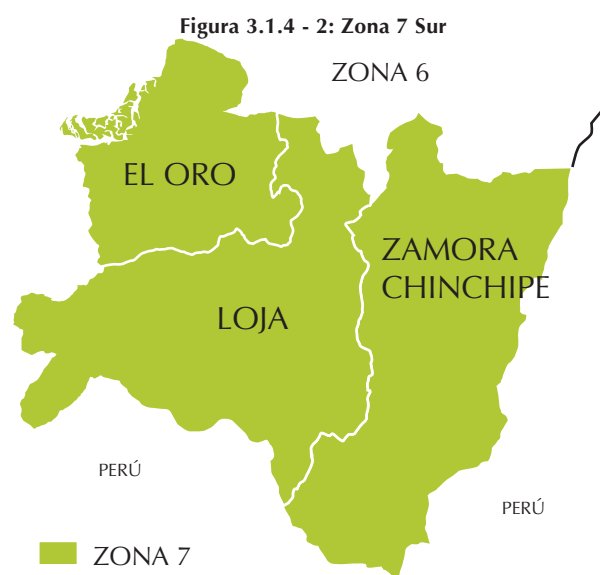 Figura 3.1.4 - 2: Zona 7 Sur
ZONA 6
EL ORO
ZAMORA
CHINCHIPE
LOJA
PERÚ
PERÚ
ZONA 7